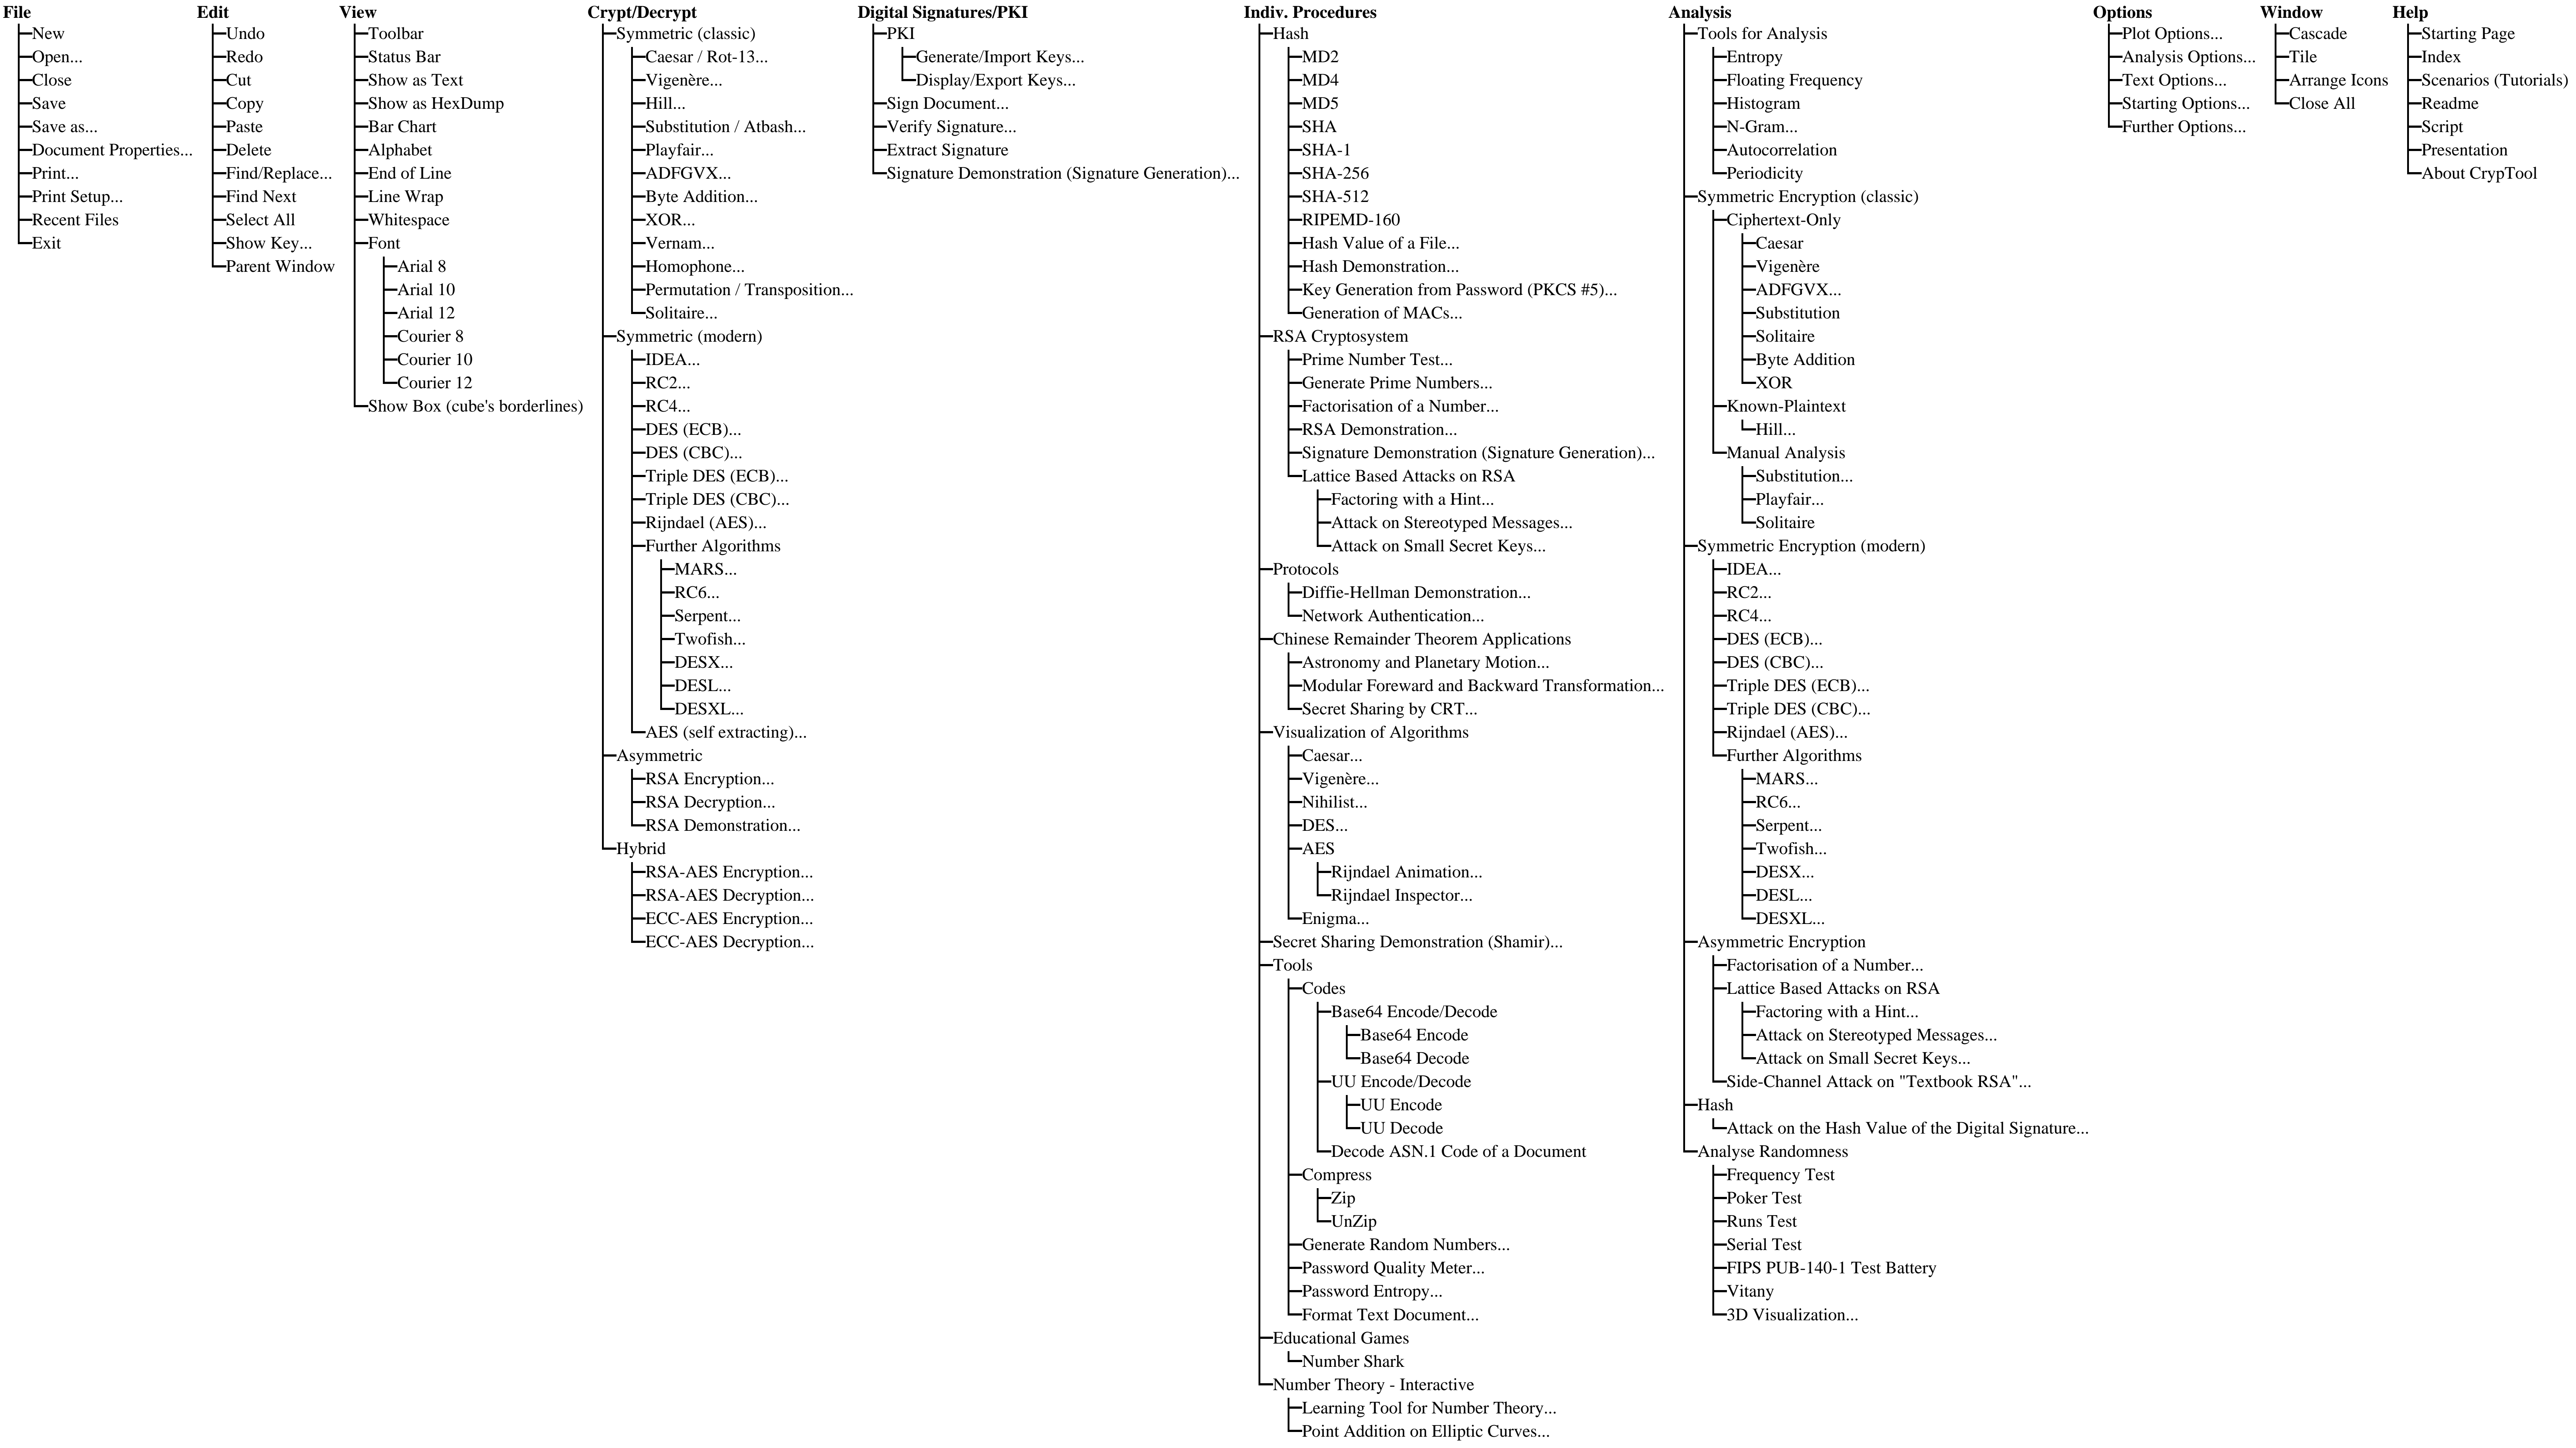 File
New
Open...
Close
Save
Save as...
Document Properties...
Print...
Print Setup...
Recent Files
Exit
Edit
Undo
Redo
Cut
Copy
Paste
Delete
Find/Replace...
Find Next
Select All
Show Key...
Parent Window
View
Toolbar
Status Bar
Show as Text
Show as HexDump
Bar Chart
Alphabet
End of Line
Line Wrap
Whitespace
Font
Arial 8
Arial 10
Arial 12
Courier 8
Courier 10
Courier 12
Show Box (cube's borderlines)
Crypt/Decrypt
Symmetric (classic)
Caesar / Rot-13...
Vigenère...
Hill...
Substitution / Atbash...
Playfair...
ADFGVX...
Byte Addition...
XOR...
Vernam...
Homophone...
Permutation / Transposition...
Solitaire...
Symmetric (modern)
IDEA...
RC2...
RC4...
DES (ECB)...
DES (CBC)...
Triple DES (ECB)...
Triple DES (CBC)...
Rijndael (AES)...
Further Algorithms
MARS...
RC6...
Serpent...
Twofish...
DESX...
DESL...
DESXL...
AES (self extracting)...
Asymmetric
RSA Encryption...
RSA Decryption...
RSA Demonstration...
Hybrid
RSA-AES Encryption...
RSA-AES Decryption...
ECC-AES Encryption...
ECC-AES Decryption...
Digital Signatures/PKI
PKI
Generate/Import Keys...
Display/Export Keys...
Sign Document...
Verify Signature...
Extract Signature
Signature Demonstration (Signature Generation)...
Indiv. Procedures
Hash
MD2
MD4
MD5
SHA
SHA-1
SHA-256
SHA-512
RIPEMD-160
Hash Value of a File...
Hash Demonstration...
Key Generation from Password (PKCS #5)...
Generation of MACs...
RSA Cryptosystem
Prime Number Test...
Generate Prime Numbers...
Factorisation of a Number...
RSA Demonstration...
Signature Demonstration (Signature Generation)...
Lattice Based Attacks on RSA
Factoring with a Hint...
Attack on Stereotyped Messages...
Attack on Small Secret Keys...
Protocols
Diffie-Hellman Demonstration...
Network Authentication...
Chinese Remainder Theorem Applications
Astronomy and Planetary Motion...
Modular Foreward and Backward Transformation...
Secret Sharing by CRT...
Visualization of Algorithms
Caesar...
Vigenère...
Nihilist...
DES...
AES
Rijndael Animation...
Rijndael Inspector...
Enigma...
Secret Sharing Demonstration (Shamir)...
Tools
Codes
Base64 Encode/Decode
Base64 Encode
Base64 Decode
UU Encode/Decode
UU Encode
UU Decode
Decode ASN.1 Code of a Document
Compress
Zip
UnZip
Generate Random Numbers...
Password Quality Meter...
Password Entropy...
Format Text Document...
Educational Games
Number Shark
Number Theory - Interactive
Learning Tool for Number Theory...
Point Addition on Elliptic Curves...
Analysis
Tools for Analysis
Entropy
Floating Frequency
Histogram
N-Gram...
Autocorrelation
Periodicity
Symmetric Encryption (classic)
Ciphertext-Only
Caesar
Vigenère
ADFGVX...
Substitution
Solitaire
Byte Addition
XOR
Known-Plaintext
Hill...
Manual Analysis
Substitution...
Playfair...
Solitaire
Symmetric Encryption (modern)
IDEA...
RC2...
RC4...
DES (ECB)...
DES (CBC)...
Triple DES (ECB)...
Triple DES (CBC)...
Rijndael (AES)...
Further Algorithms
MARS...
RC6...
Serpent...
Twofish...
DESX...
DESL...
DESXL...
Asymmetric Encryption
Factorisation of a Number...
Lattice Based Attacks on RSA
Factoring with a Hint...
Attack on Stereotyped Messages...
Attack on Small Secret Keys...
Side-Channel Attack on "Textbook RSA"...
Hash
Attack on the Hash Value of the Digital Signature...
Analyse Randomness
Frequency Test
Poker Test
Runs Test
Serial Test
FIPS PUB-140-1 Test Battery
Vitany
3D Visualization...
Options
Plot Options...
Analysis Options...
Text Options...
Starting Options...
Further Options...
Window
Cascade
Tile
Arrange Icons
Close All
Help
Starting Page
Index
Scenarios (Tutorials)
Readme
Script
Presentation
About CrypTool